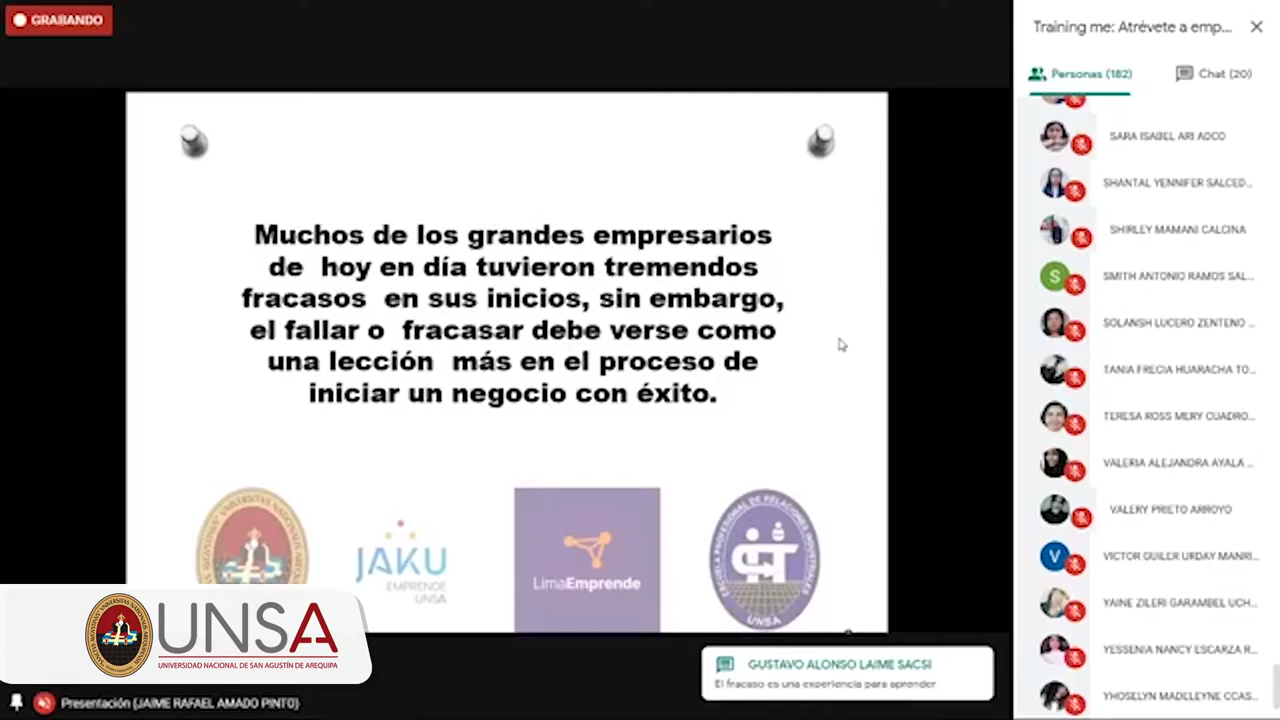 GRABANDO
Training me: Atrévete a emp...
Personas (182)
Chat (20)
SARA ISABEL ARI ADCO
SHANTAL YENNIFER SALCED...
SHIRLEY MAMANI CALCINA
SMITH ANTONIO RAMOS SAL...
SOLANSH LUCERO ZENTENO ...
TANIA FRECIA HUARACHA TO...
TERESA ROSS MERY CUADRO...
VALERIA ALEJANDRA AYALA ...
VALERY PRIETO ARROYO
VICTOR GUILER URDAY MANRI...
YAINE ZILERI GARAMBEL UCH...
YESSENIA NANCY ESCARZA R...
YHOSELYN MADELEYNE CCAS...
Muchos de los grandes empresarios
de hoy en día tuvieron tremendos
fracasos en sus inicios, sin embargo,
el fallar o fracasar debe verse como
una lección más en el proceso de
iniciar un negocio con éxito.
JAKU
EMPRENDE
UNSA
LimaEmprende
ESCUELA PROFESIONAL DE RELACIONES INDUSTRIALES
UNSA
UNSA
UNIVERSIDAD NACIONAL DE SAN AGUSTÍN DE AREQUIPA
GUSTAVO ALONSO LAIME SACSI
El fracaso es una experiencia para aprender
Presentación (JAIME RAFAEL AMADO PINTO)
S
V